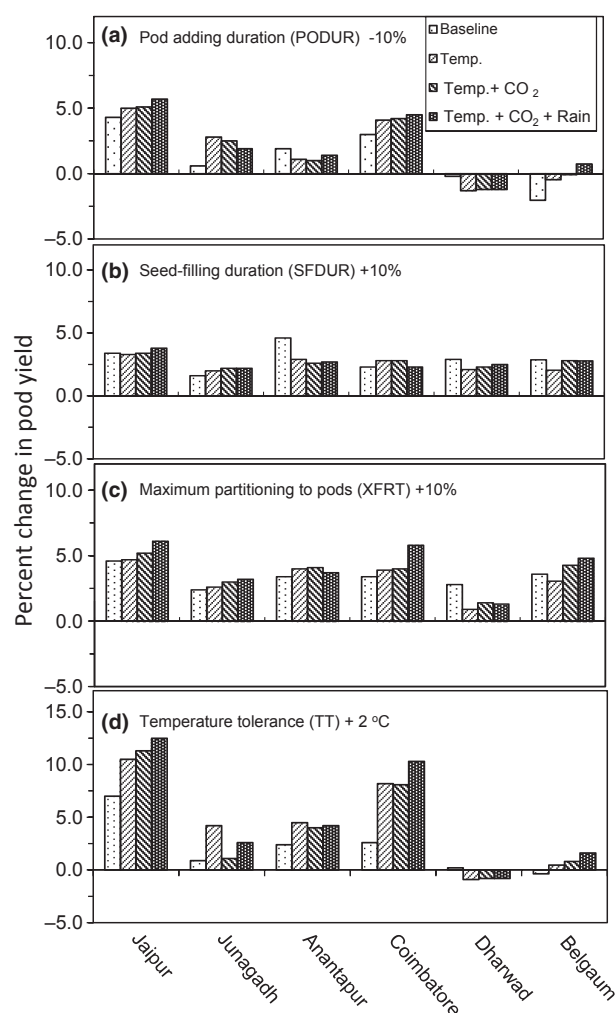 Percent change in pod yield
(a) Pod adding duration (PODUR) -10%
Baseline
Temp.
Temp.+ CO 2
Temp. + CO2 + Rain
10.0
5.0
0.0
–5.0
(b) Seed-filling duration (SFDUR) +10%
10.0
5.0
0.0
–5.0
(c) Maximum partitioning to pods (XFRT) +10%
10.0
5.0
0.0
–5.0
(d) Temperature tolerance (TT) + 2 °C
15.0
10.0
5.0
0.0
–5.0
Jaipur
Junagadh
Anantapur
Coimbatore
Dharwad
Belgaum